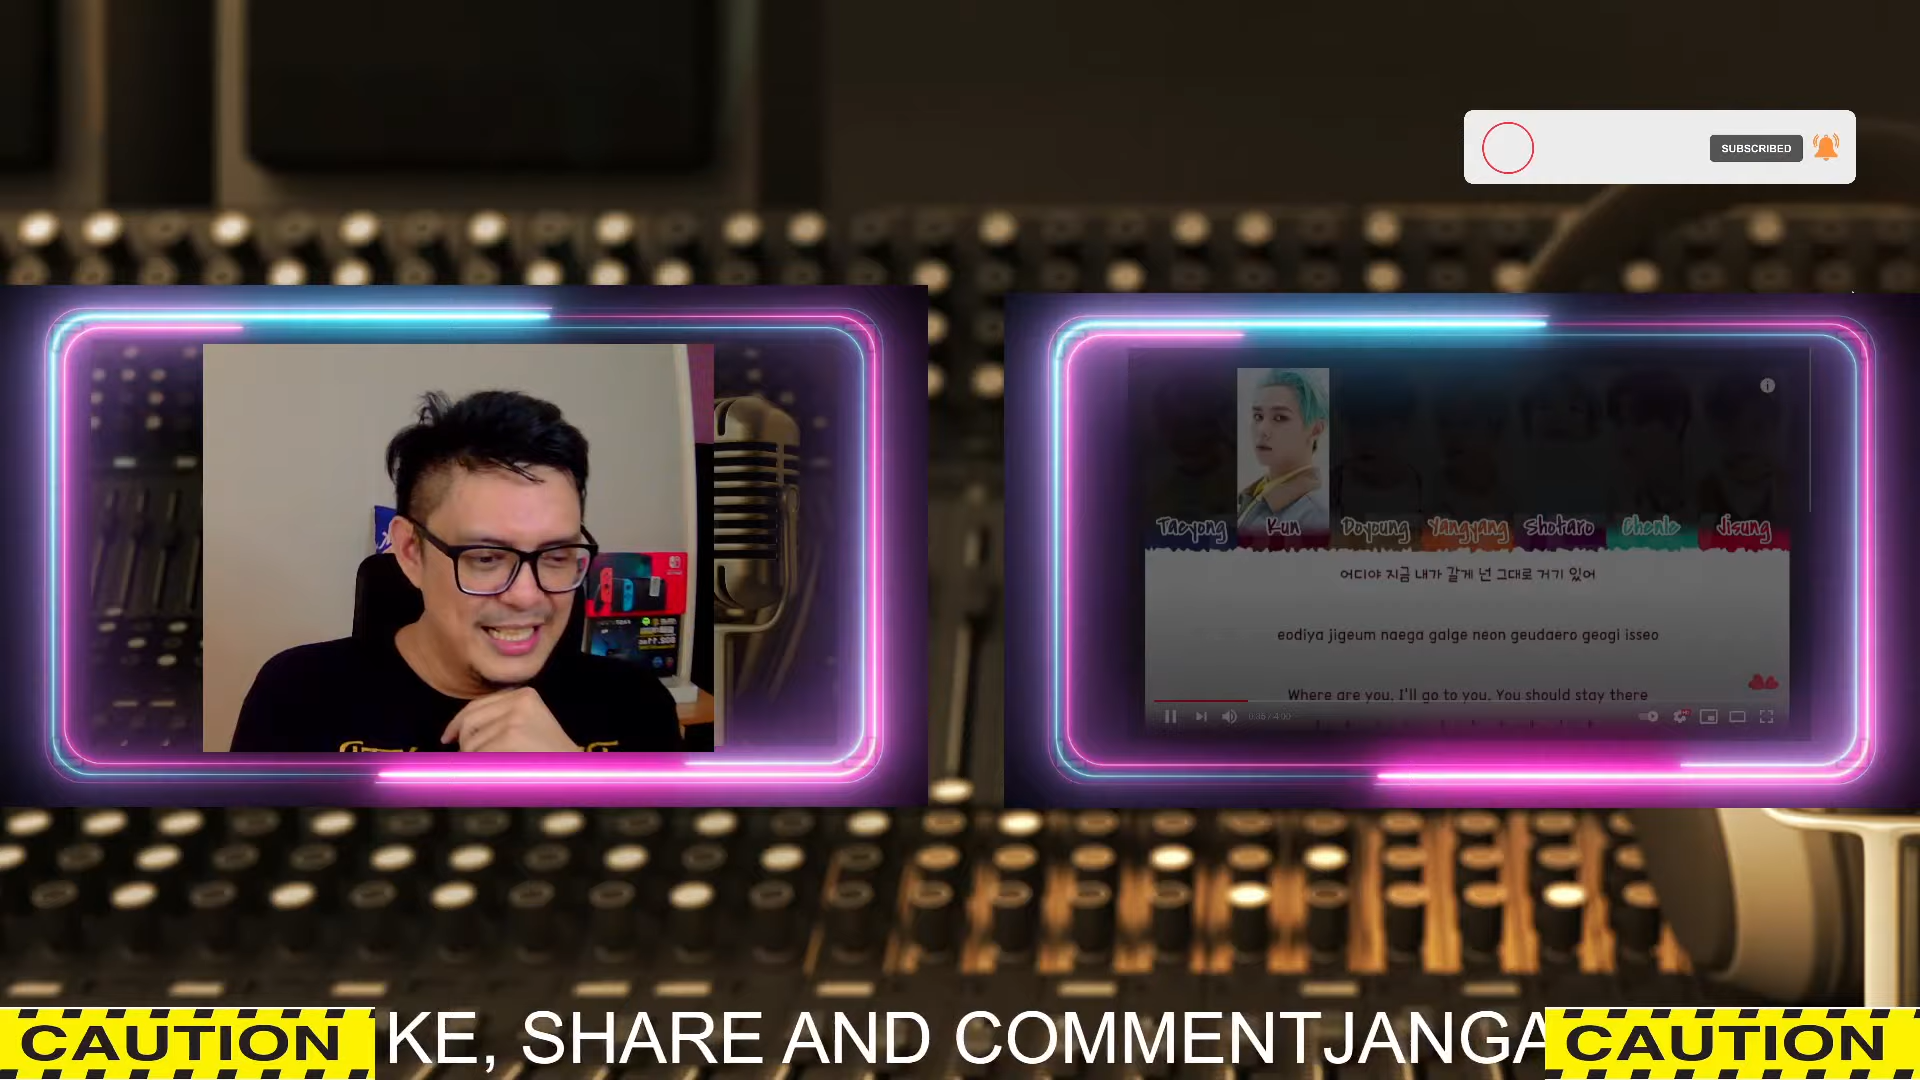 SUBSCRIBED
Taeyong Kun Doyoung Yangyang Shotaro Chenle Jisung
어디야 지금 내가 갈게 넌 그대로 거기 있어
eodiya jigeum naega galge neon geudaero geogi isseo
Where are you, I'll go to you, You should stay there
CAUTION KE, SHARE AND COMMENTJANGA CAUTION